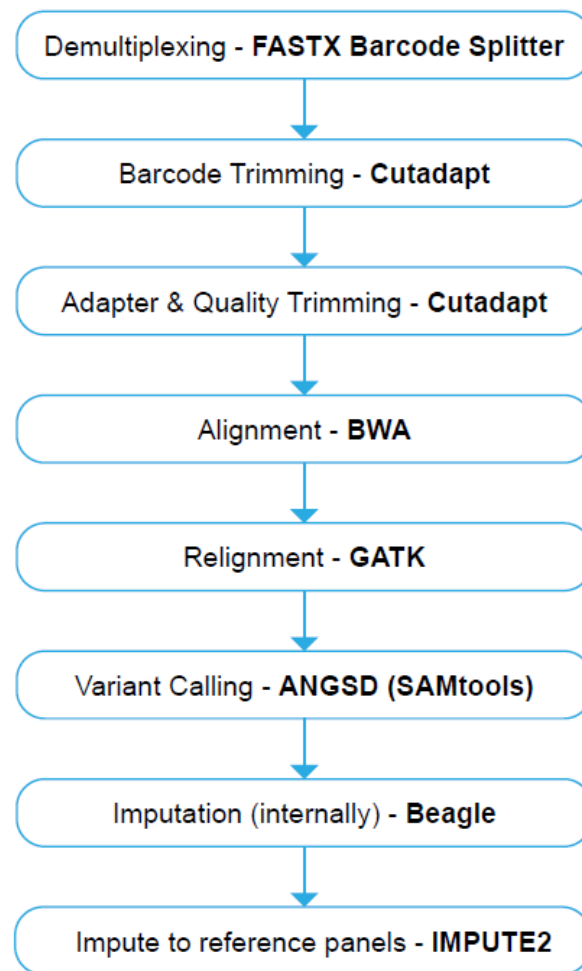 Demultiplexing - FASTX Barcode Splitter
Barcode Trimming - Cutadapt
Adapter & Quality Trimming - Cutadapt
Alignment - BWA
Relignment - GATK
Variant Calling - ANGSD (SAMtools)
Imputation (internally) - Beagle
Impute to reference panels - IMPUTE2